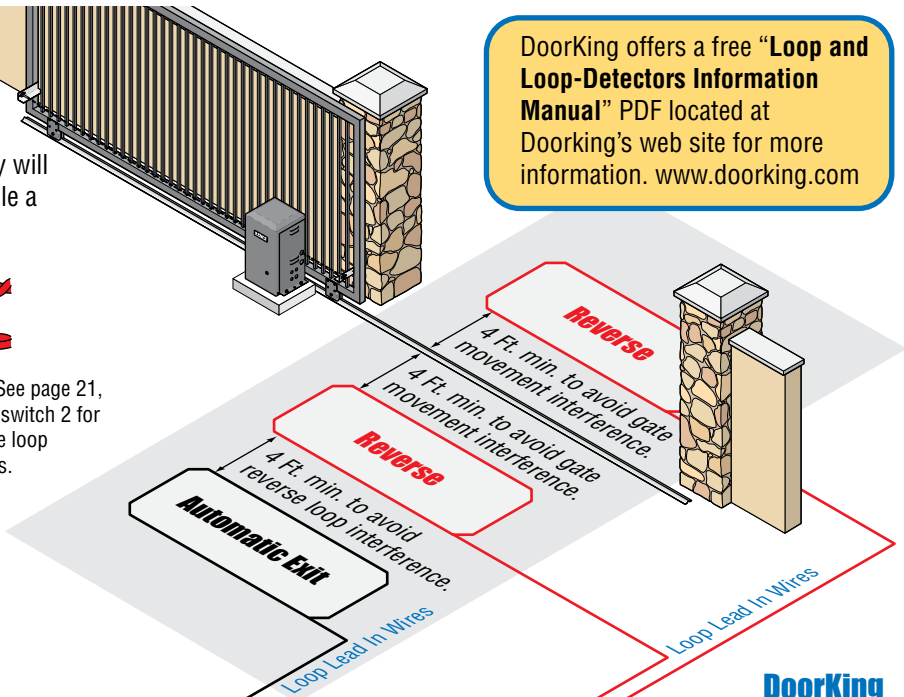 DoorKing offers a free “Loop and
Loop-Detectors Information
Manual” PDF located at
Doorking’s web site for more
information. www.doorking.com
will
le a
See page 21,
switch 2 for
loop
Reverse
4 Ft. min. to avoid gate
movement interference.
4 Ft. min. to avoid gate
movement interference.
Reverse
4 Ft. min. to avoid
reverse loop interference.
Automatic Exit
Loop Lead In Wires
Loop Lead In Wires
DoorKing